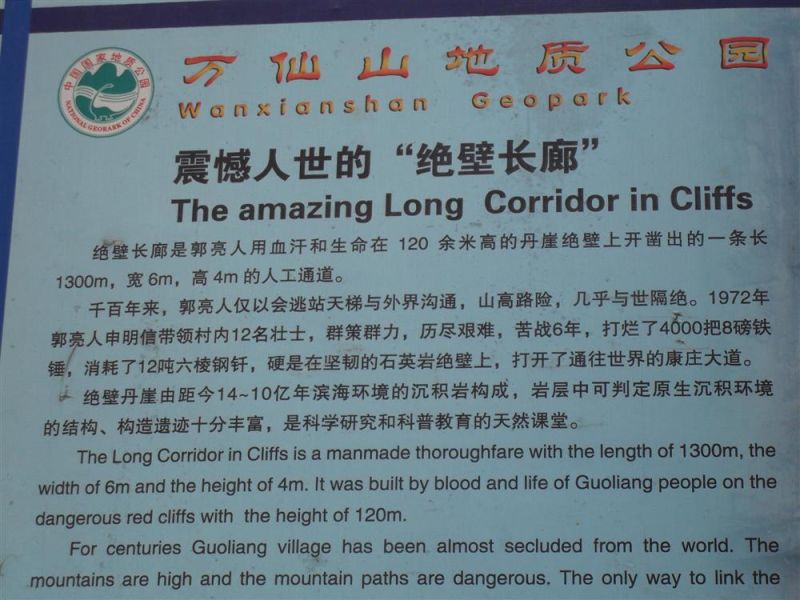 中国国家地质公园
NATIONAL GEOPARK OF CHINA
万仙山地质公园
Wanxianshan Geopark
震憾人世的“绝壁长廊”
The amazing Long Corridor in Cliffs
绝壁长廊是郭亮人用血汗和生命在 120 余米高的丹崖绝壁上开凿出的一条长
1300m，宽 6m，高 4m 的人工通道。
千百年来，郭亮人仅以会逃站天梯与外界沟通，山高路险，几乎与世隔绝。1972年
郭亮人申明信带领村内12名壮士，群策群力，历尽艰难，苦战6年，打烂了4000把8磅铁
锤，消耗了12吨六棱钢钎，硬是在坚韧的石英岩绝壁上，打开了通往世界的康庄大道。
绝壁丹崖由距今14~10亿年滨海环境的沉积岩构成，岩层中可判定原生沉积环境
的结构、构造遗迹十分丰富，是科学研究和科普教育的天然课堂。
The Long Corridor in Cliffs is a manmade thoroughfare with the length of 1300m, the
width of 6m and the height of 4m. It was built by blood and life of Guoliang people on the
dangerous red cliffs with the height of 120m.
For centuries Guoliang village has been almost secluded from the world. The
mountains are high and the mountain paths are dangerous. The only way to link the